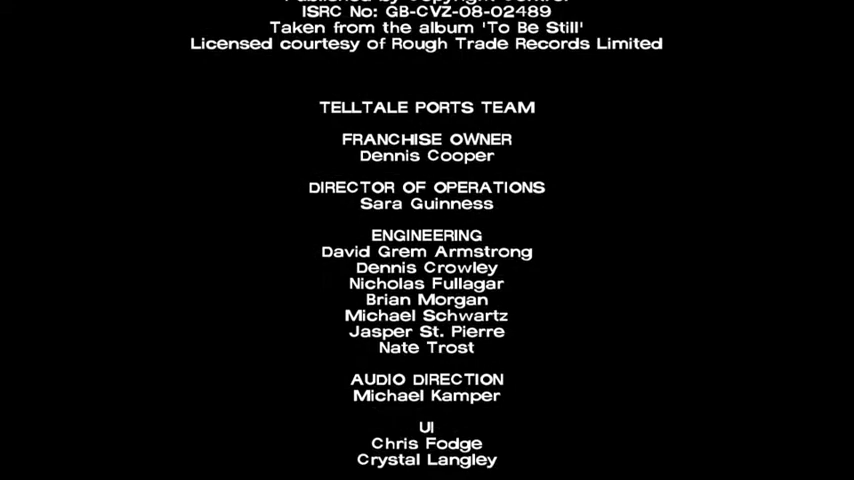 ISRC No: GB-CVZ-08-02489
Taken from the album 'To Be Still'
Licensed courtesy of Rough Trade Records Limited
TELLTALE PORTS TEAM
FRANCHISE OWNER
Dennis Cooper
DIRECTOR OF OPERATIONS
Sara Guinness
ENGINEERING
David Grem Armstrong
Dennis Crowley
Nicholas Fullagar
Brian Morgan
Michael Schwartz
Jasper St. Pierre
Nate Trost
AUDIO DIRECTION
Michael Kamper
UI
Chris Fodge
Crystal Langley